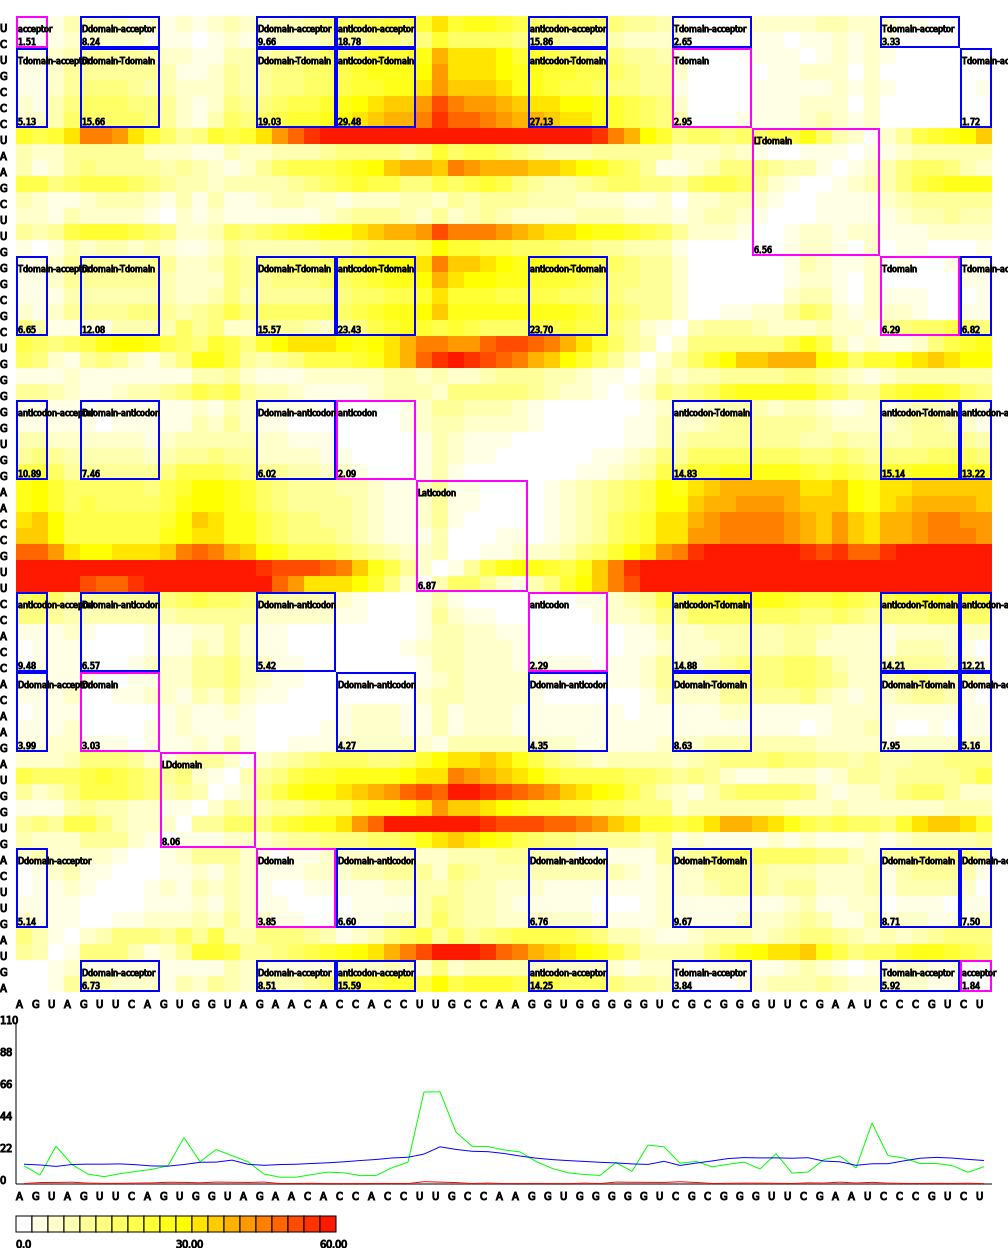 U acceptor Ddomain-acceptor Ddomain-acceptor anticodon-acceptor anticodon-acceptor Tdomain-acceptor Tdomain-acceptor
C 1.51 8.24 9.66 18.78 15.86 2.65 3.33
U Tdomain-acceptor Ddomain-Tdomain Ddomain-Tdomain anticodon-Tdomain anticodon-Tdomain Tdomain Tdomain-ac
G
C
C
C 5.13 15.66 19.03 29.48 27.13 2.95 1.72
U LTdomain
A
A
G
C
U
U
G 6.56
G Tdomain-acceptor Ddomain-Tdomain Ddomain-Tdomain anticodon-Tdomain anticodon-Tdomain Tdomain Tdomain-ac
G
C
G
C 6.65 12.08 15.57 23.43 23.70 6.29 6.82
U
G
G
G
G anticodon-acceptor Ddomain-anticodon Ddomain-anticodon anticodon anticodon-Tdomain anticodon-Tdomain anticodon-a
G
U
G
G 10.89 7.46 6.02 2.09 14.83 15.14 13.22
A Laticodon
A
C
C
G
U
U 6.87
C anticodon-acceptor Ddomain-anticodon Ddomain-anticodon anticodon anticodon-Tdomain anticodon-Tdomain anticodon-a
C
A
C
C 9.48 6.57 5.42 2.29 14.88 14.21 12.21
A Ddomain-acceptor Ddomain Ddomain-anticodon Ddomain-anticodon Ddomain-Tdomain Ddomain-Tdomain Ddomain-ac
C
A
A
G 3.99 3.03 4.27 4.35 8.63 7.95 5.16
A LDdomain
U
G
G
U
G 8.06
A Ddomain-acceptor Ddomain Ddomain-anticodon Ddomain-anticodon Ddomain-Tdomain Ddomain-Tdomain Ddomain-ac
C
U
U
G 5.14 3.85 6.60 6.76 9.67 8.71 7.50
A
U
G Ddomain-acceptor Ddomain-acceptor anticodon-acceptor anticodon-acceptor Tdomain-acceptor Tdomain-acceptor acceptor
A 6.73 8.51 15.59 14.25 3.84 5.92 1.84
A G U A G U U C A G U G G U A G A A C A C C A C C U U G C C A A G G U G G G G G U C G C G G G U U C G A A U C C C G U C U
110
88
66
44
22
0
A G U A G U U C A G U G G U A G A A C A C C A C C U U G C C A A G G U G G G G G U C G C G G G U U C G A A U C C C G U C U
0.0 30.00 60.00